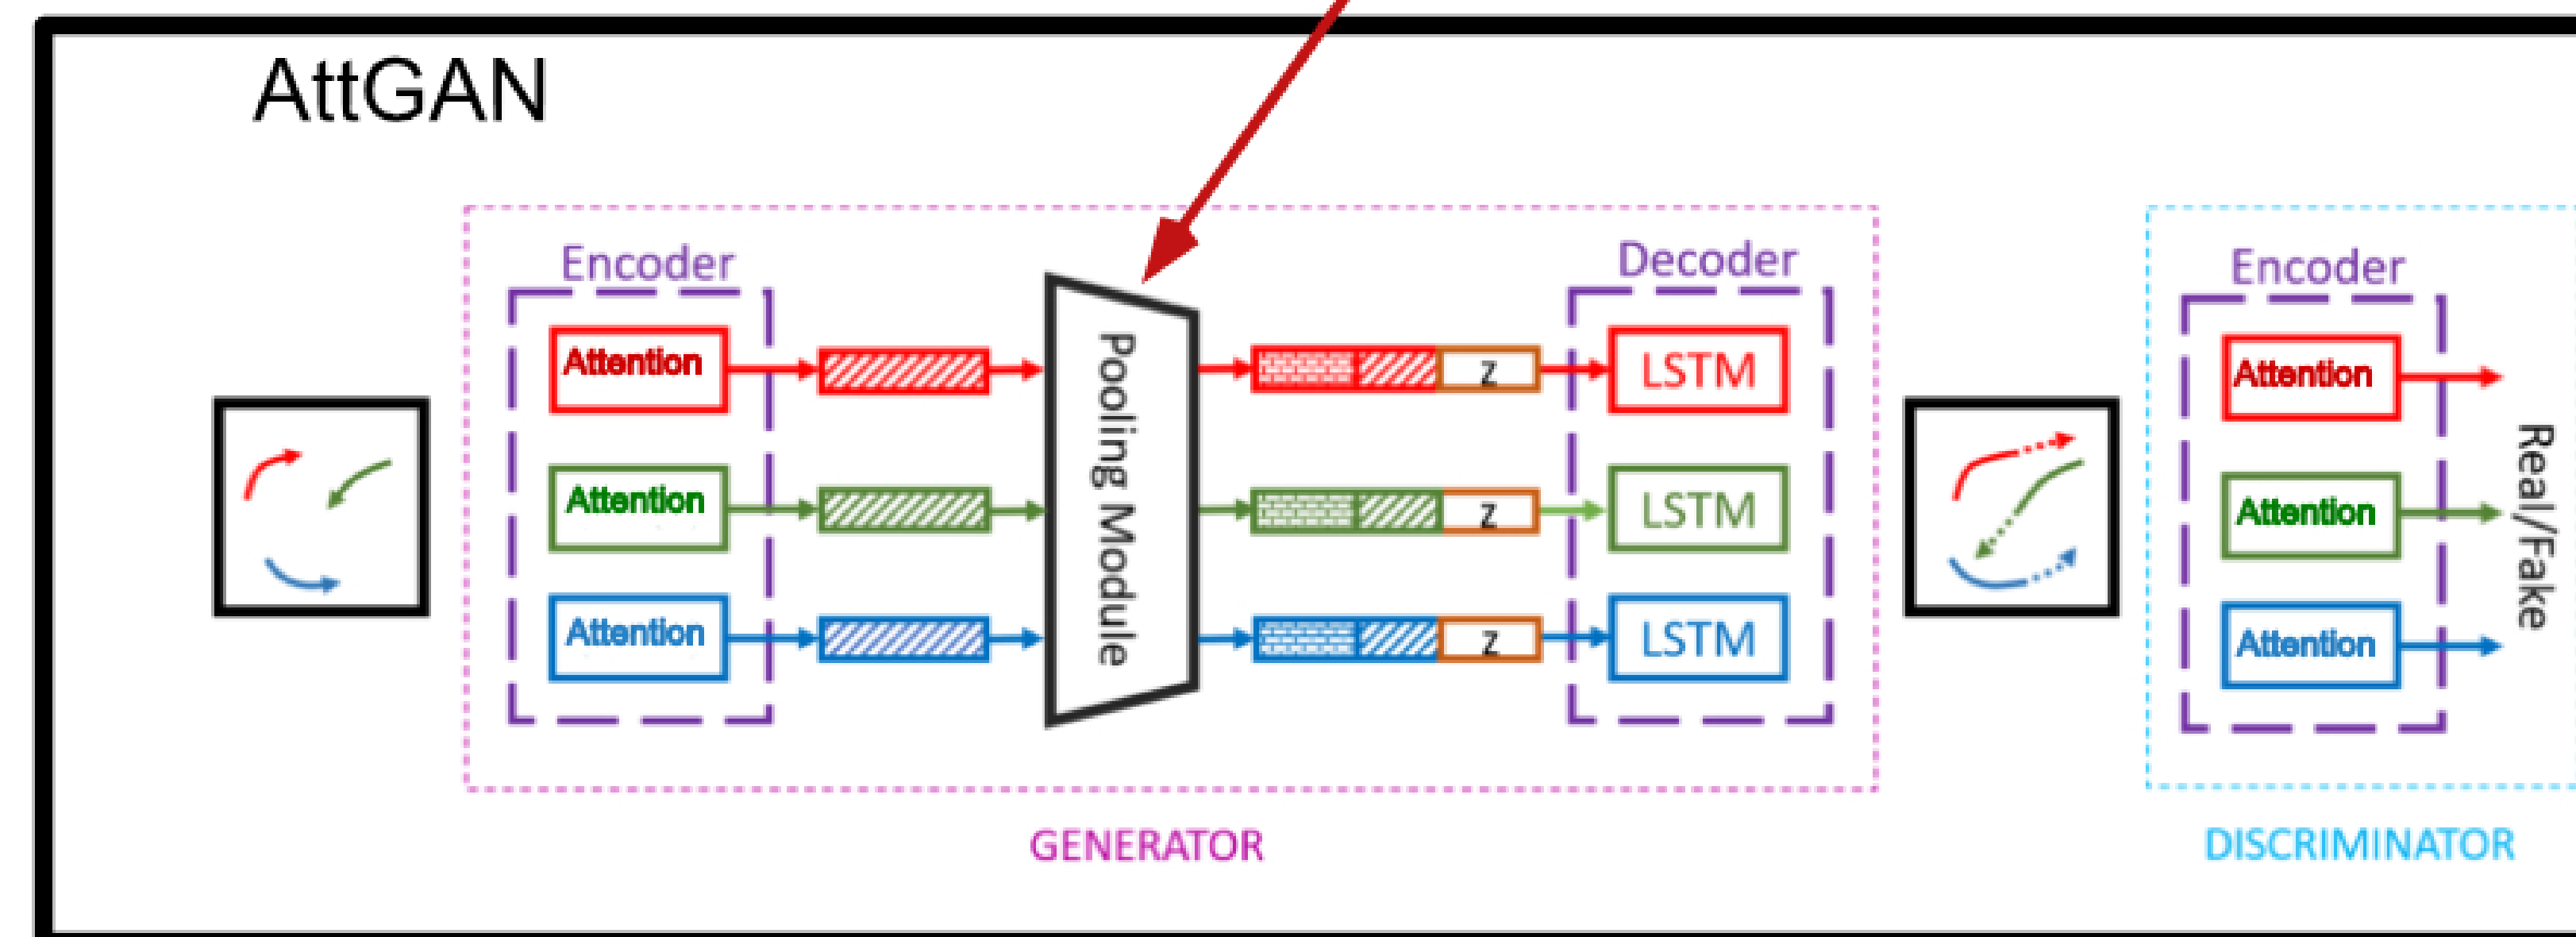 AttGAN
Encoder
Attention
Attention
Attention
Pooling Module
z
z
z
Decoder
LSTM
LSTM
LSTM
GENERATOR
Encoder
Attention
Attention
Attention
Real/Fake
DISCRIMINATOR